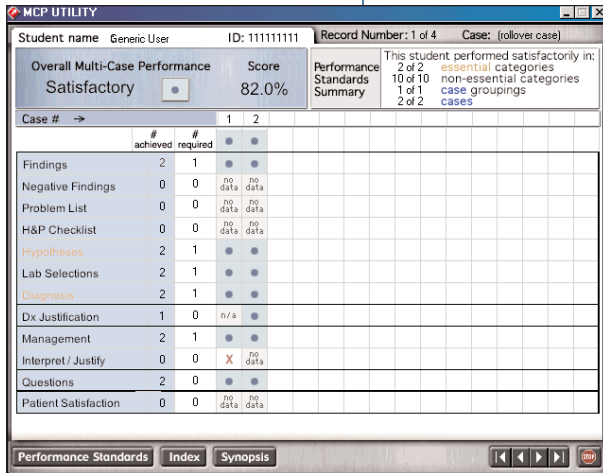 MCP UTILITY
Student name Generic User ID: 111111111 Record Number: 1 of 4 Case: (rollover case)
Overall Multi-Case Performance Score
Satisfactory 82.0%
Performance Standards Summary
This student performed satisfactorily in:
2 of 2 essential categories
10 of 10 non-essential categories
1 of 1 case groupings
2 of 2 cases
Case # → 1 2
# achieved # required
Findings 2 1
Negative Findings 0 0 no data no data
Problem List 0 0 no data no data
H&P Checklist 0 0 no data no data
Hypotheses 2 1
Lab Selections 2 1
Diagnosis 2 1
Dx Justification 1 0 n/a
Management 2 1
Interpret / Justify 0 0 X no data
Questions 2 0
Patient Satisfaction 0 0 no data no data
Performance Standards Index Synopsis STOP